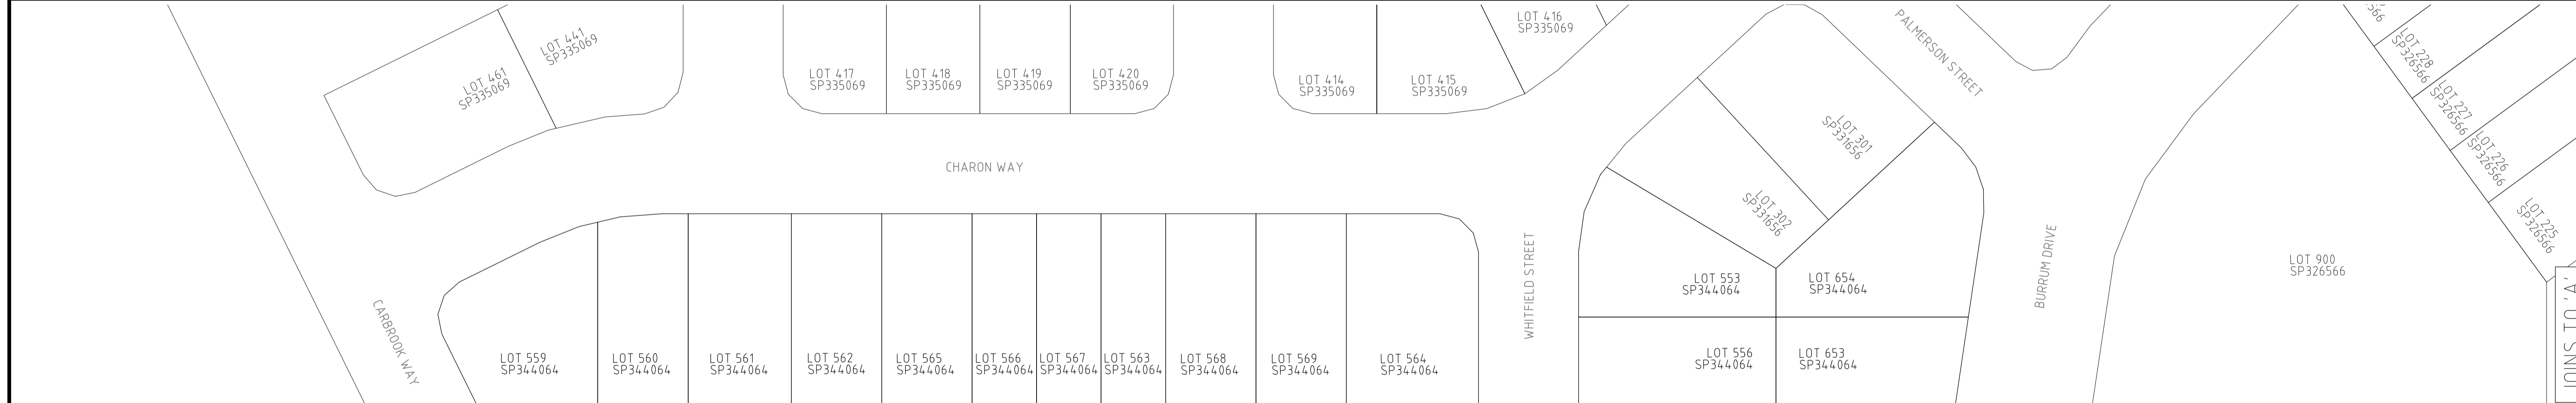 LOT 461
SP335069
LOT 441
SP335069
LOT 417
SP335069
LOT 418
SP335069
LOT 419
SP335069
LOT 420
SP335069
LOT 414
SP335069
LOT 415
SP335069
LOT 416
SP335069
PALMERSON STREET
LOT 301
SP331656
LOT 302
SP331656
566
LOT 228
SP326566
LOT 227
SP326566
LOT 226
SP326566
LOT 225
SP326566
CHARON WAY
CARBROOK WAY
WHITFIELD STREET
BURRUM DRIVE
LOT 900
SP326566
LOT 553
SP344064
LOT 654
SP344064
LOT 556
SP344064
LOT 653
SP344064
LOT 559
SP344064
LOT 560
SP344064
LOT 561
SP344064
LOT 562
SP344064
LOT 565
SP344064
LOT 566
SP344064
LOT 567
SP344064
LOT 563
SP344064
LOT 568
SP344064
LOT 569
SP344064
LOT 564
SP344064
JOINS TO 'A'